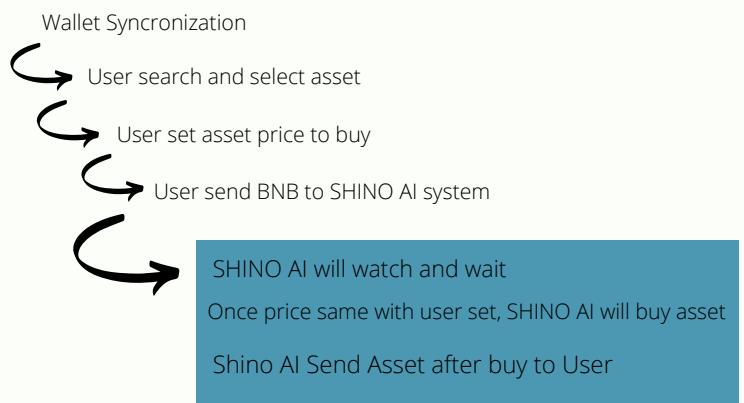 Wallet Syncronization
User search and select asset
User set asset price to buy
User send BNB to SHINO AI system
SHINO AI will watch and wait
Once price same with user set, SHINO AI will buy asset
Shino AI Send Asset after buy to User